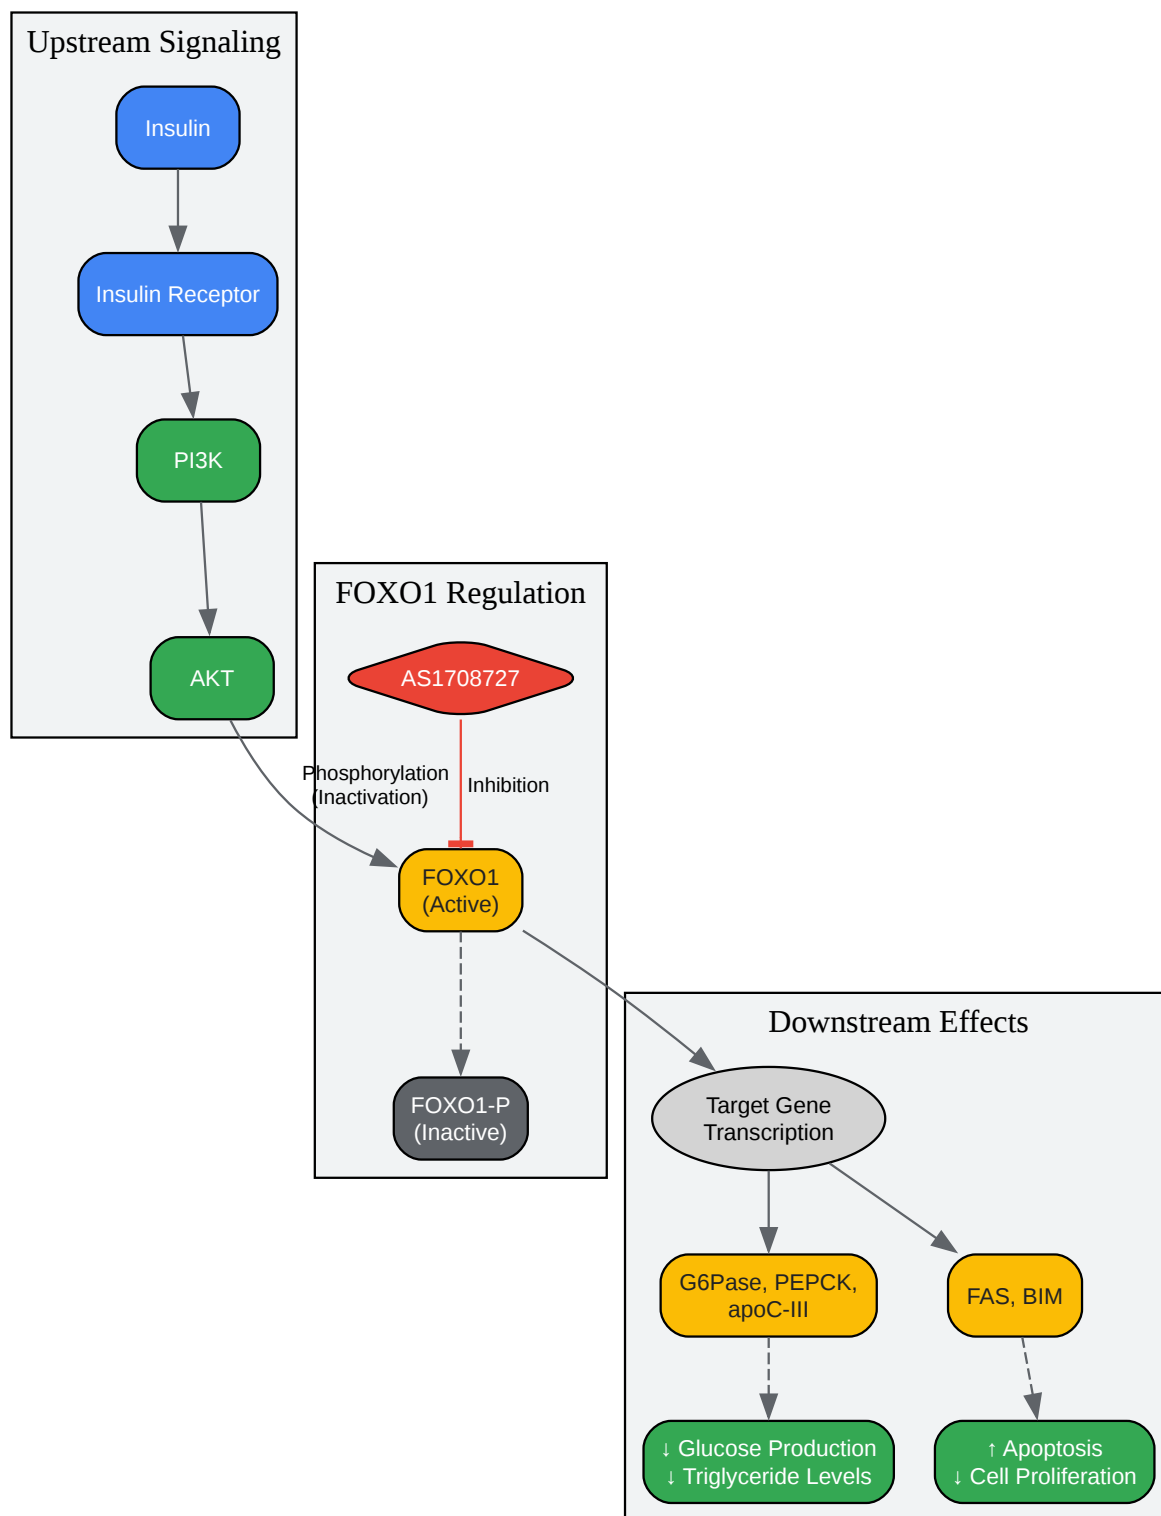 Upstream Signaling
Insulin
Insulin Receptor
PI3K
AKT
FOXO1 Regulation
AS1708727
Phosphorylation
(Inactivation)
Inhibition
FOXO1
(Active)
FOXO1-P
(Inactive)
Downstream Effects
Target Gene
Transcription
G6Pase, PEPCK,
apoC-III
FAS, BIM
↓ Glucose Production
↓ Triglyceride Levels
↑ Apoptosis
↓ Cell Proliferation